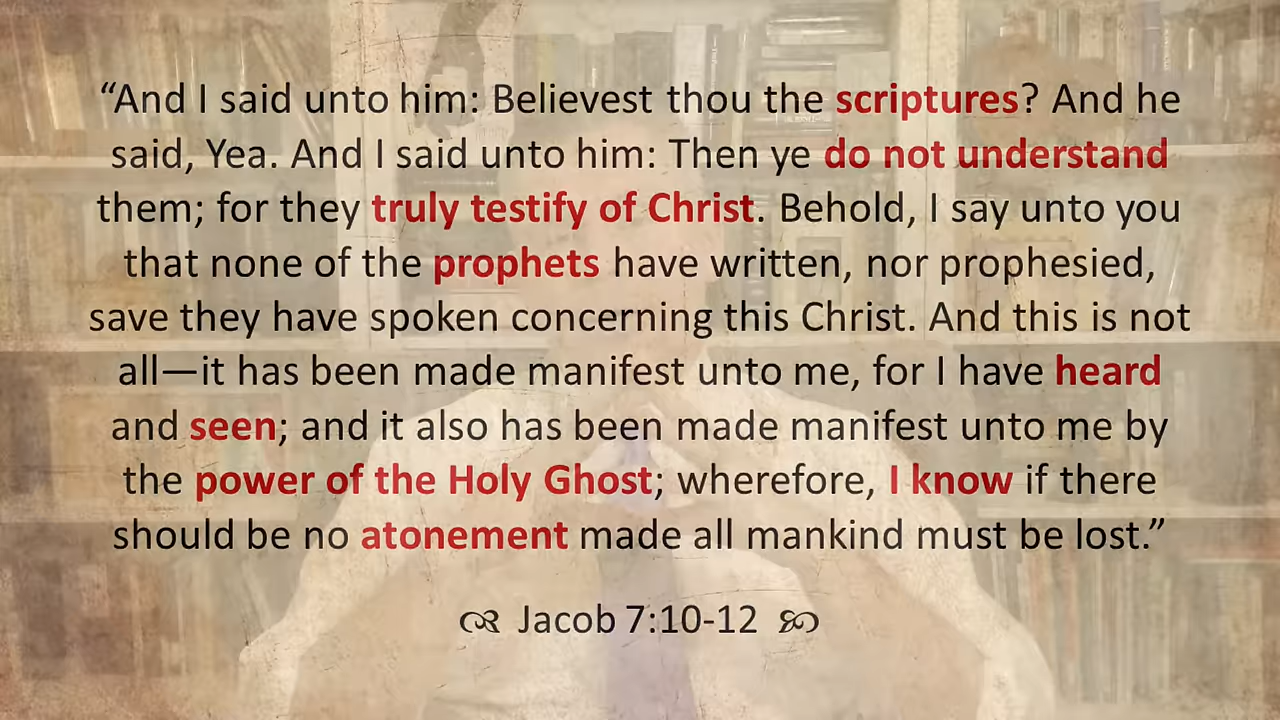 “And I said unto him: Believest thou the scriptures? And he
said, Yea. And I said unto him: Then ye do not understand
them; for they truly testify of Christ. Behold, I say unto you
that none of the prophets have written, nor prophesied,
save they have spoken concerning this Christ. And this is not
all—it has been made manifest unto me, for I have heard
and seen; and it also has been made manifest unto me by
the power of the Holy Ghost; wherefore, I know if there
should be no atonement made all mankind must be lost.”
Jacob 7:10-12